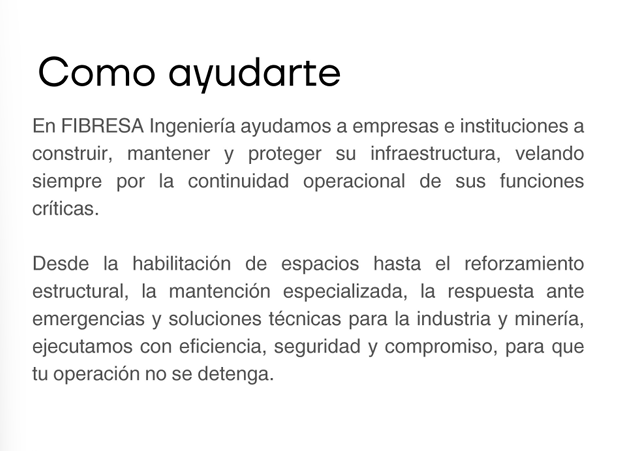 Como ayudarte
En FIBRESA Ingeniería ayudamos a empresas e instituciones a
construir, mantener y proteger su infraestructura, velando
siempre por la continuidad operacional de sus funciones
críticas.
Desde la habilitación de espacios hasta el reforzamiento
estructural, la mantención especializada, la respuesta ante
emergencias y soluciones técnicas para la industria y minería,
ejecutamos con eficiencia, seguridad y compromiso, para que
tu operación no se detenga.